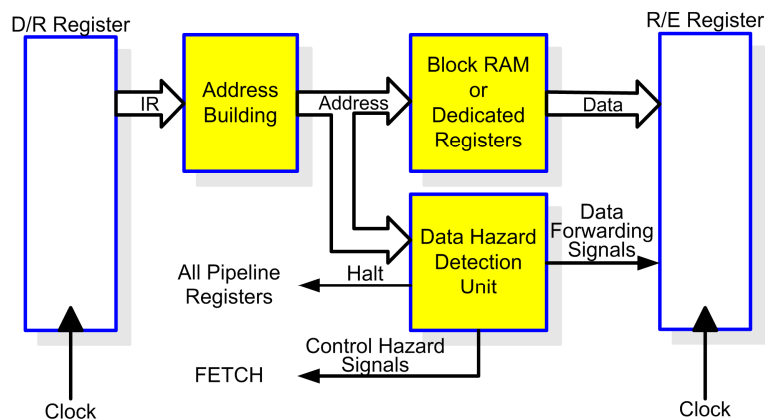 D/R Register
R/E Register
IR
Address
Building
Address
Block RAM
or
Dedicated
Registers
Data
Data Hazard
Detection
Unit
Data
Forwarding
Signals
All Pipeline
Registers
Halt
Control Hazard
Signals
FETCH
Clock
Clock